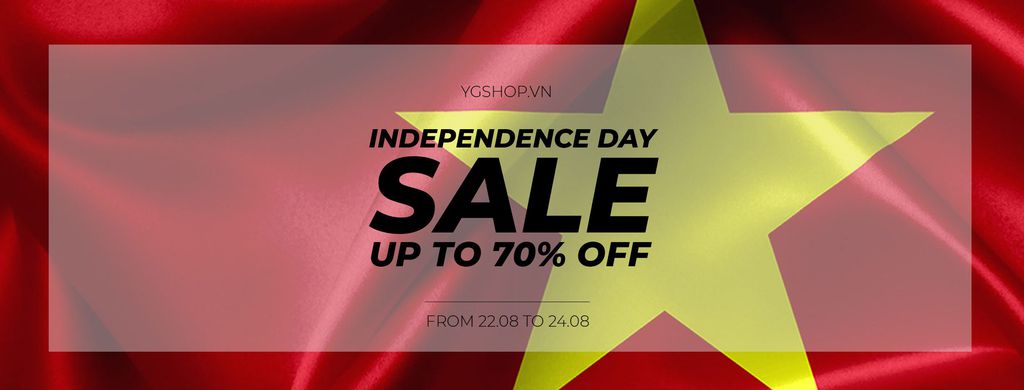 YGSHOP.VN
INDEPENDENCE DAY
SALE
UP TO 70% OFF
FROM 22.08 TO 24.08